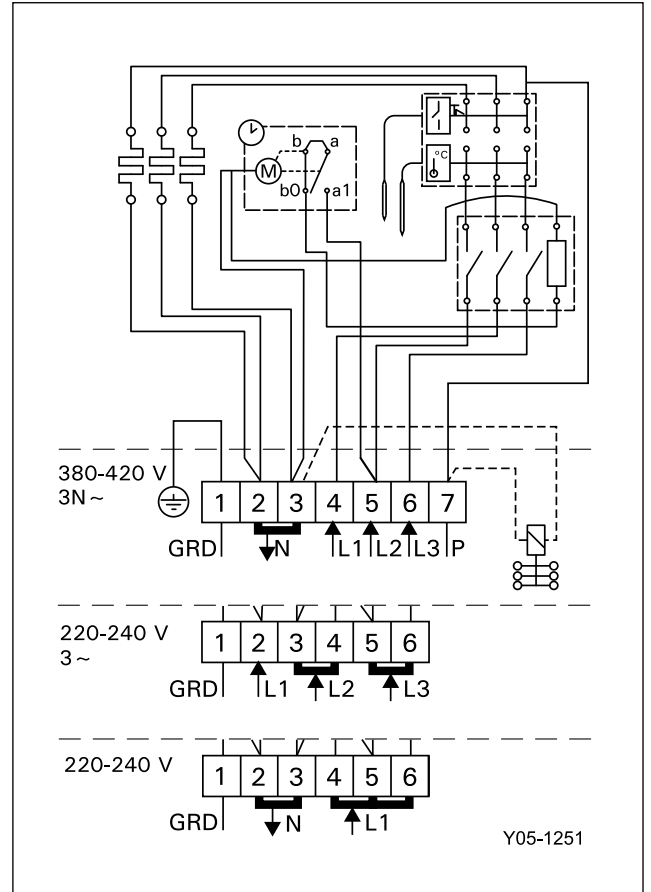 b a
M
°C
b0 a1
380-420 V
3N~
1 2 3 4 5 6 7
GRD N L1 L2 L3 P
220-240 V
3~
1 2 3 4 5 6
GRD L1 L2 L3
220-240 V
1 2 3 4 5 6
GRD N L1
Y05-1251